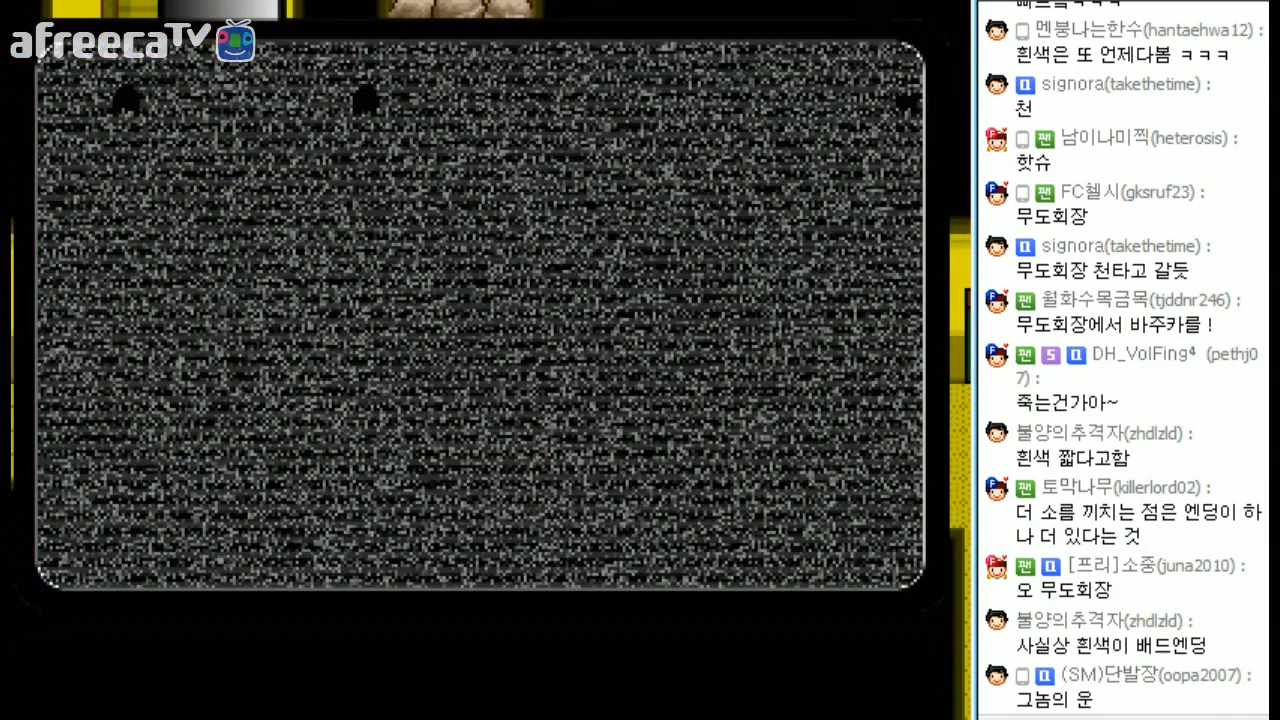 afreecaTV
멘붕나는한수(hantaehwa12) :
흰색은 또 언제다봄 ㅋㅋㅋ
signora(takethetime) :
천
팬 남이나미찍(heterosis) :
핫슈
팬 FC첼시(gksruf23) :
무도회장
signora(takethetime) :
무도회장 천타고 갈듯
팬 월화수목금목(tjddnr246) :
무도회장에서 바주카를 !
팬 S DH_VolFing⁴ (pethj0
7) :
죽는건가아~
불양의추격자(zhdlzld) :
흰색 짧다고함
팬 토막나무(killerlord02) :
더 소름 끼치는 점은 엔딩이 하
나 더 있다는 것
팬 [프리]소중(juna2010) :
오 무도회장
불양의추격자(zhdlzld) :
사실상 흰색이 배드엔딩
(SM)단발장(oopa2007) :
그놈의 운